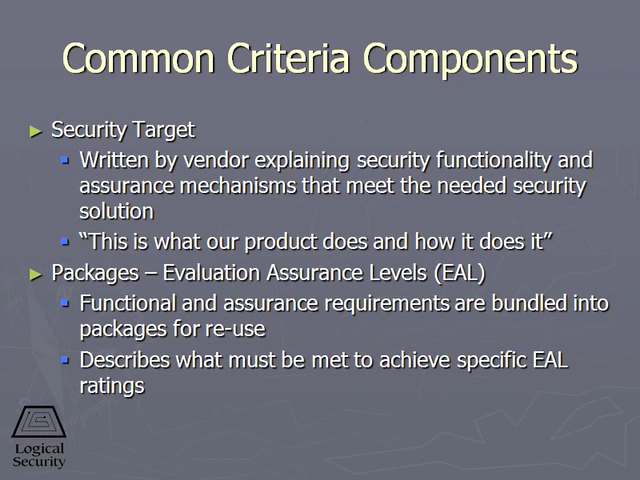 Common Criteria Components
Security Target
Written by vendor explaining security functionality and
assurance mechanisms that meet the needed security
solution
“This is what our product does and how it does it”
Packages – Evaluation Assurance Levels (EAL)
Functional and assurance requirements are bundled into
packages for re-use
Describes what must be met to achieve specific EAL
ratings
Logical
Security